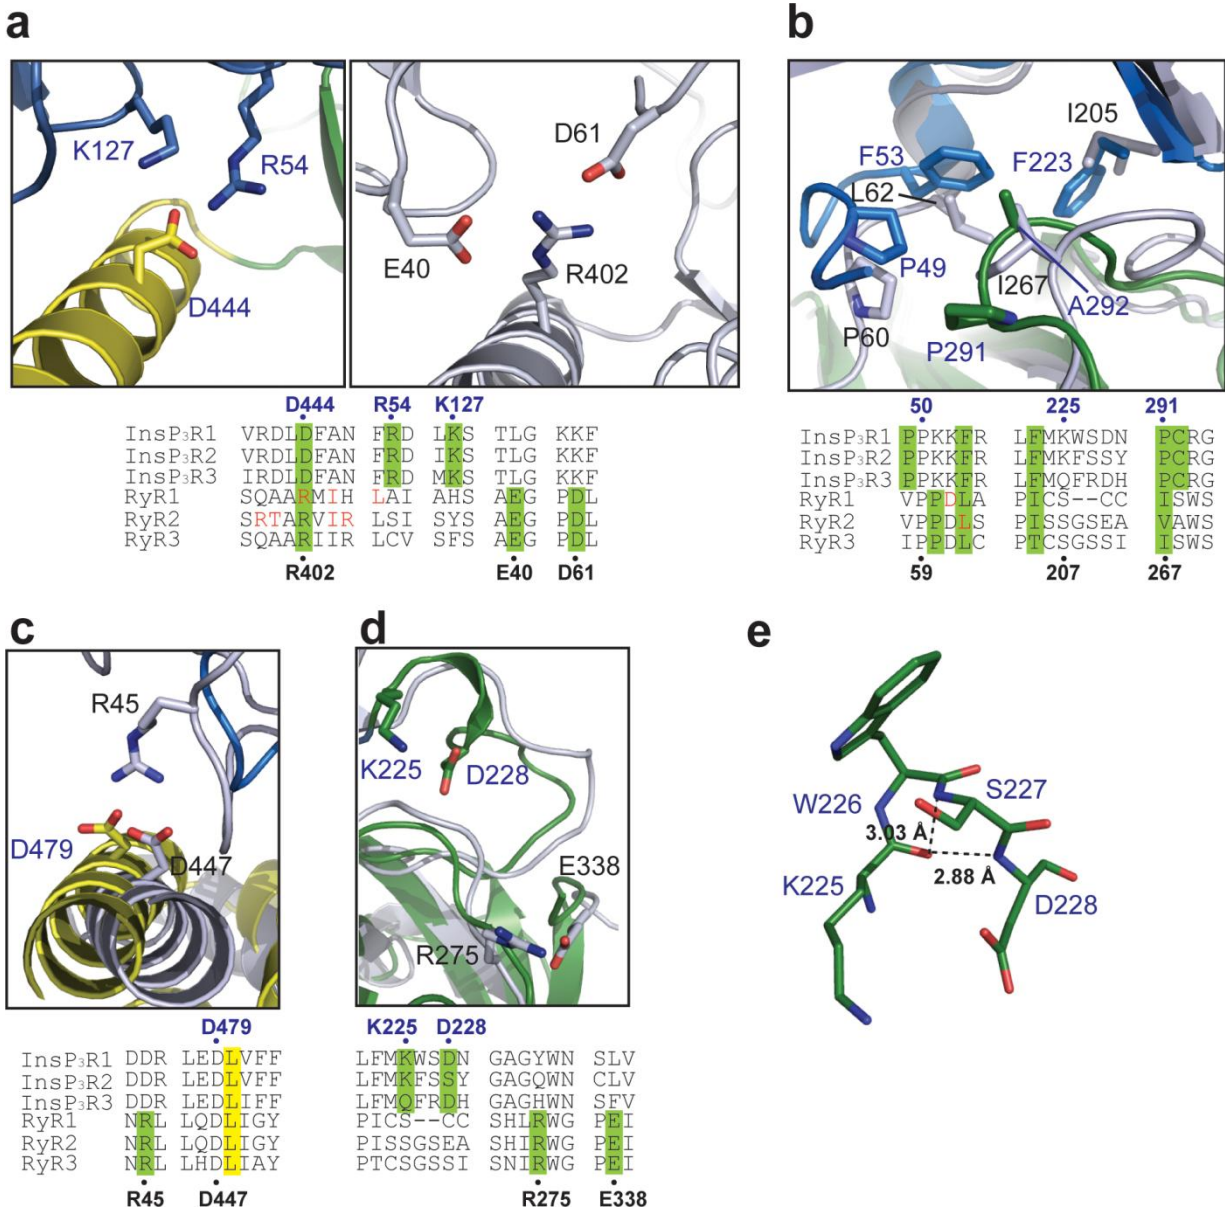 a
K127
R54
D444
D61
E40
R402
D444 R54 K127
InsP₃R1 VRDLDFAN FRD LKS TLG KKF
InsP₃R2 VRDLDFAN FRD IKS TLG KKF
InsP₃R3 IRDLDFAN FRD MKS TLG KKF
RyR1 SQAARMIH LAI AHS AEG PDL
RyR2 SRTARVIR LSI SYS AEG PDL
RyR3 SQAARIIR LCV SFS AEG PDL
R402 E40 D61
b
I205
F53
F223
L62
P49
I267
A292
P60
P291
50 225 291
InsP₃R1 PPKKFR LFMKWSDN PCRG
InsP₃R2 PPKKFR LFMKFSSY PCRG
InsP₃R3 PPKKFR LFMQFRDH PCRG
RyR1 VPPDLA PICS--CC ISWS
RyR2 VPPDLS PISSGSEA VAWS
RyR3 IPPDLC PTCSGSSI ISWS
59 207 267
c
R45
D479
D447
D479
InsP₃R1 DDR LEDLVFF
InsP₃R2 DDR LEDLVFF
InsP₃R3 DDR LEDLIFF
RyR1 NRL LQDLIGY
RyR2 NRL LQDLIGY
RyR3 NRL LHDLIAY
R45 D447
d
K225
D228
E338
R275
K225 D228
LFMKWSDN GAGYWN SLV
LFMKFSSY GAGQWN CLV
LFMQFRDH GAGHWN SFV
PICS--CC SHLRWG PEI
PISSGSEA SHIRWG PEI
PTCSGSSI SNIRWG PEI
R275 E338
e
W226
S227
3.03 Å
2.88 Å
K225
D228